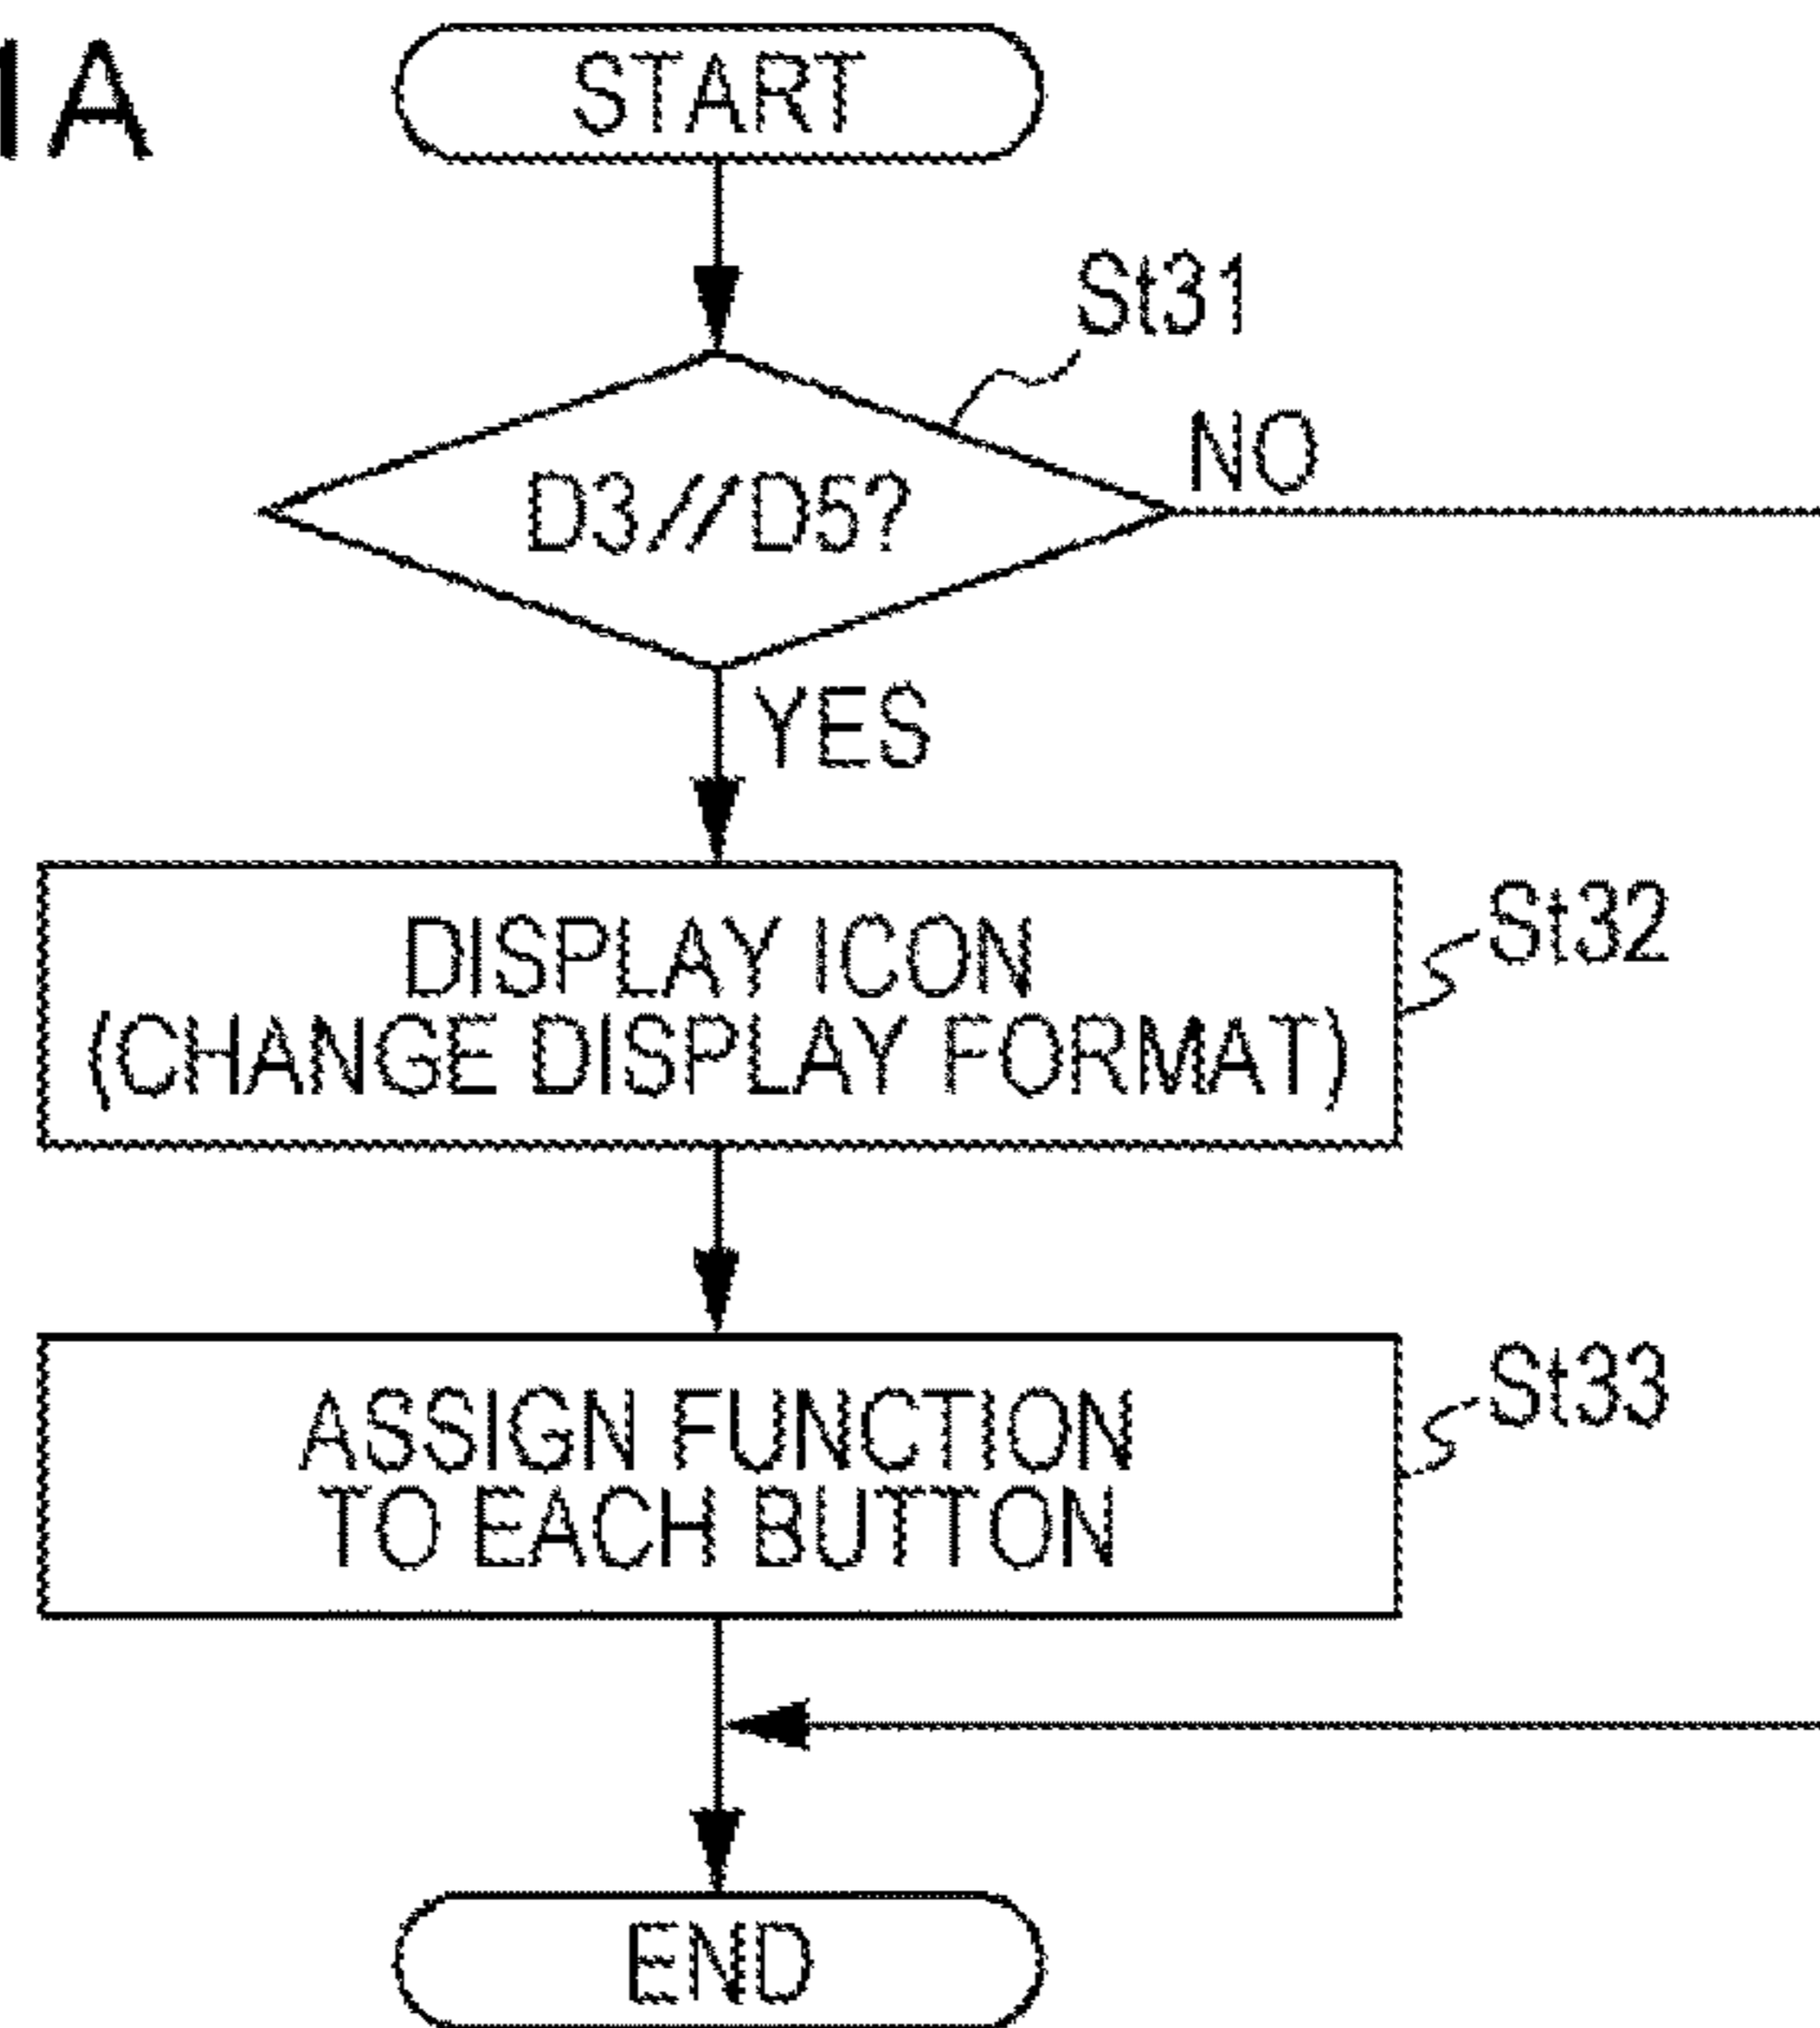 1A
START
St31
NO
D3//D5?
YES
DISPLAY ICON
(CHANGE DISPLAY FORMAT)
St32
ASSIGN FUNCTION
TO EACH BUTTON
St33
END